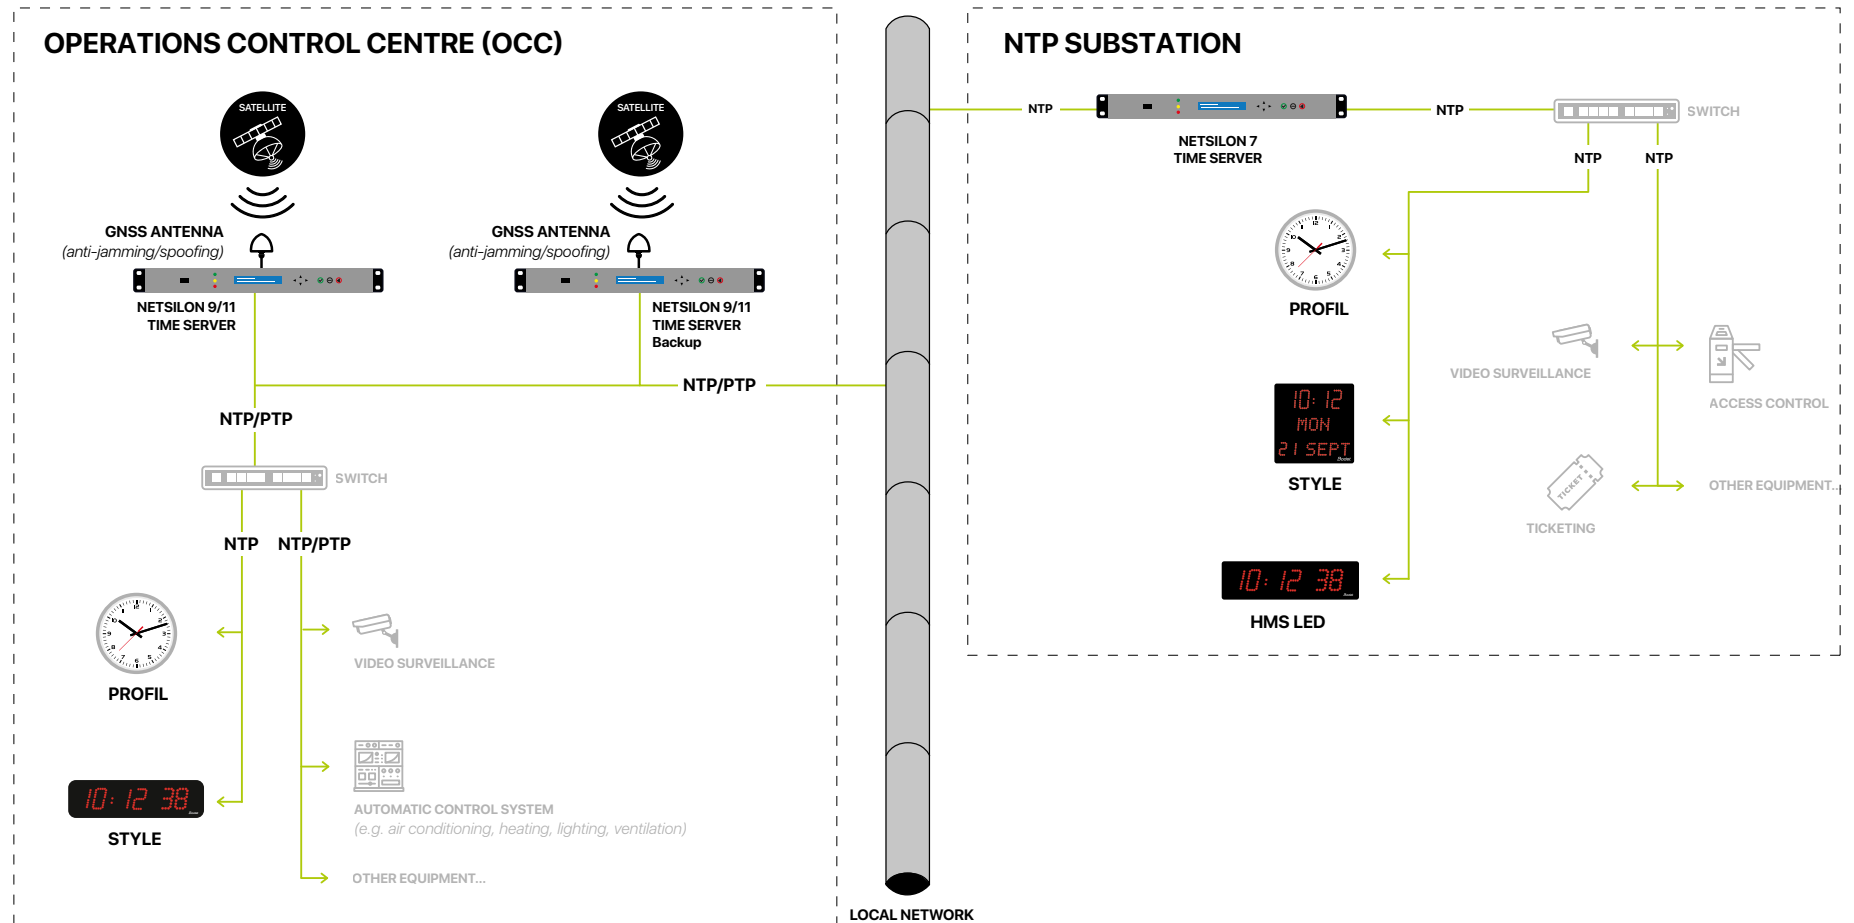 OPERATIONS CONTROL CENTRE (OCC)
SATELLITE
SATELLITE
GNSS ANTENNA
(anti-jamming/spoofing)
GNSS ANTENNA
(anti-jamming/spoofing)
NETSILON 9/11
TIME SERVER
NETSILON 9/11
TIME SERVER
Backup
NTP/PTP
NTP/PTP
SWITCH
NTP
NTP/PTP
PROFIL
VIDEO SURVEILLANCE
10:12 38
STYLE
AUTOMATIC CONTROL SYSTEM
(e.g. air conditioning, heating, lighting, ventilation)
OTHER EQUIPMENT...
LOCAL NETWORK
NTP SUBSTATION
NTP
NETSILON 7
TIME SERVER
NTP
SWITCH
NTP
NTP
PROFIL
VIDEO SURVEILLANCE
ACCESS CONTROL
10:12
MON
21 SEPT
STYLE
TICKET
TICKETING
OTHER EQUIPMENT...
10:12 38
HMS LED